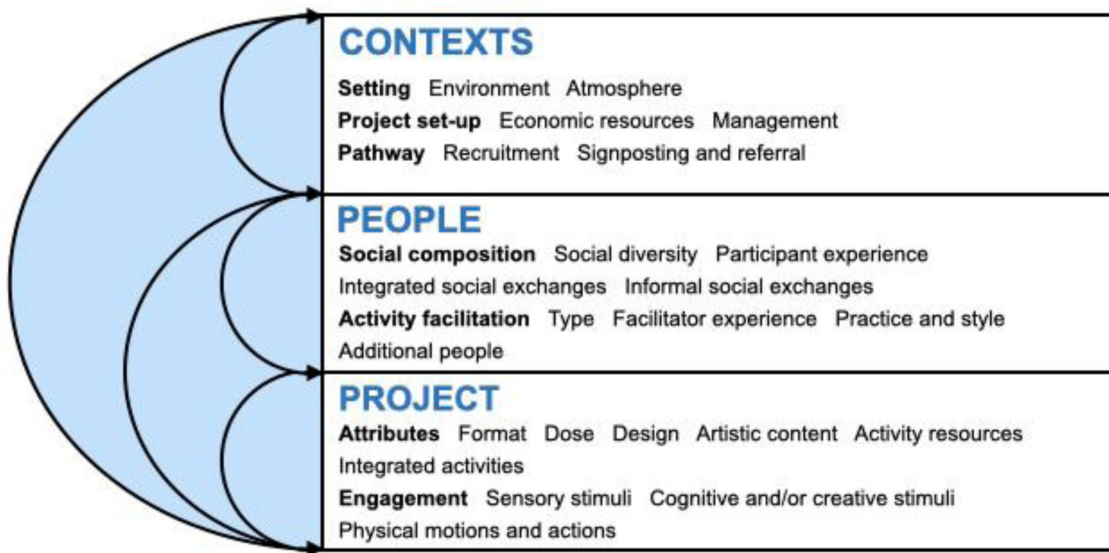 CONTEXTS
Setting Environment Atmosphere
Project set-up Economic resources Management
Pathway Recruitment Signposting and referral
PEOPLE
Social composition Social diversity Participant experience
Integrated social exchanges Informal social exchanges
Activity facilitation Type Facilitator experience Practice and style
Additional people
PROJECT
Attributes Format Dose Design Artistic content Activity resources
Integrated activities
Engagement Sensory stimuli Cognitive and/or creative stimuli
Physical motions and actions